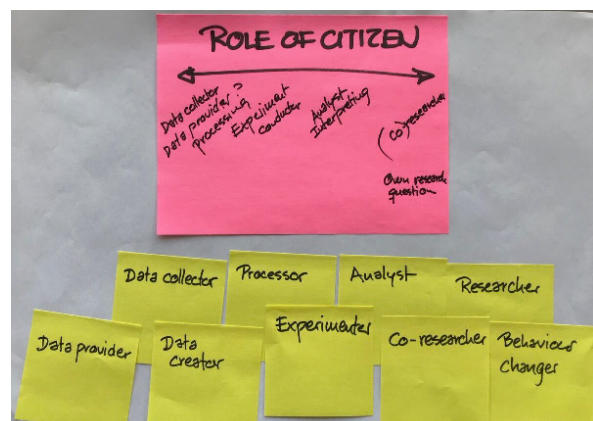 ROLE OF CITIZEN
Data collector
Data provider?
Processing
Experiment
conductor
Analyst
Interpreting
(co)researcher
Own research
question
Data collector
Processor
Analyst
Researcher
Data provider
Data
creator
Experimenter
Co-researcher
Behaviour
changer